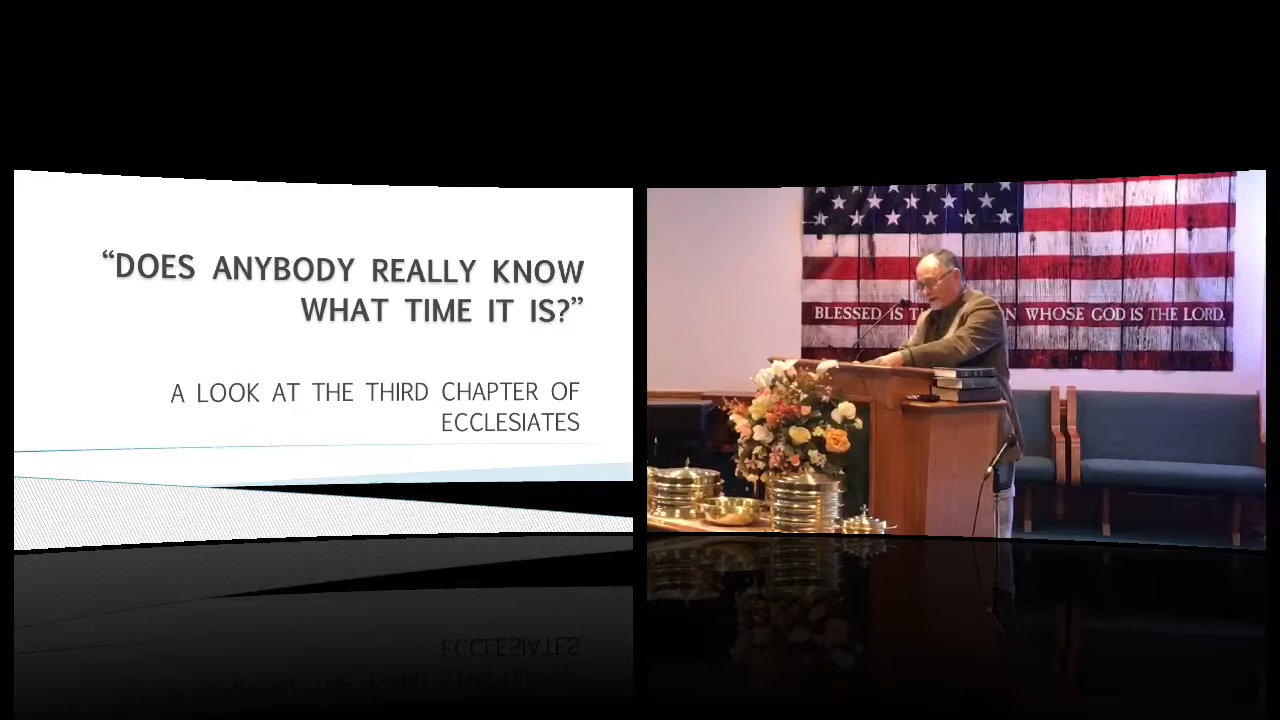 “DOES ANYBODY REALLY KNOW
WHAT TIME IT IS?”
A LOOK AT THE THIRD CHAPTER OF
ECCLESIATES
BLESSED IS N WHOSE GOD IS THE LORD.